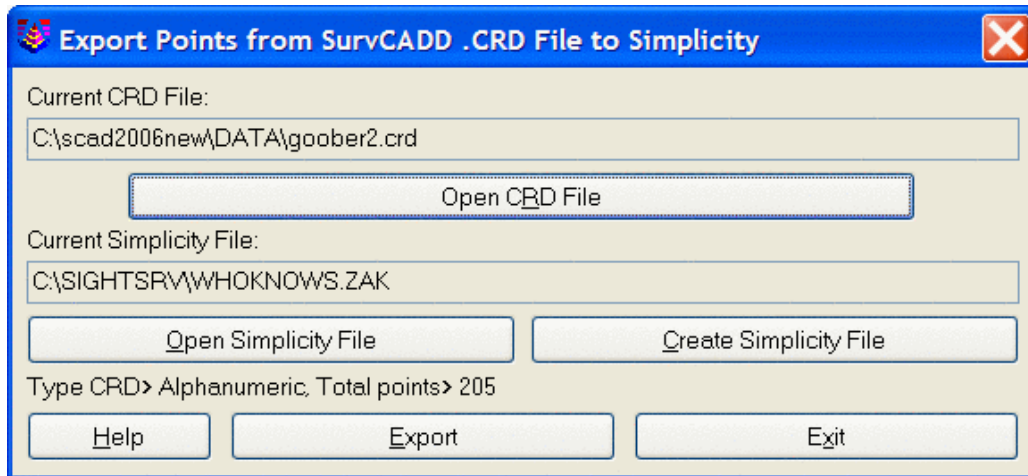 Export Points from SurvCADD .CRD File to Simplicity
Current CRD File:
C:\scad2006new\DATA\goober2.crd
Open CRD File
Current Simplicity File:
C:\SIGHTSRV\WHOKNOWS.ZAK
Open Simplicity File Create Simplicity File
Type CRD> Alphanumeric, Total points> 205
Help Export Exit